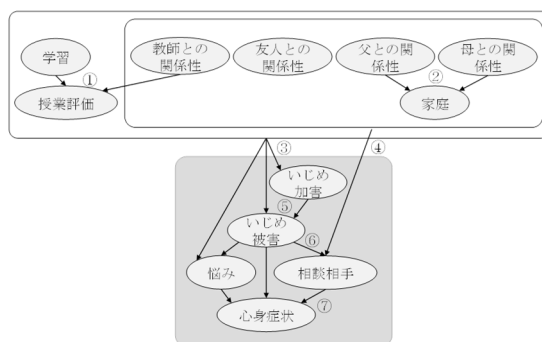 学習
教師との
関係性
友人との
関係性
父との関
係性
母との関
係性
①
②
授業評価
家庭
③
④
いじめ
加害
⑤
いじめ
被害
⑥
悩み
相談相手
心身症状
⑦